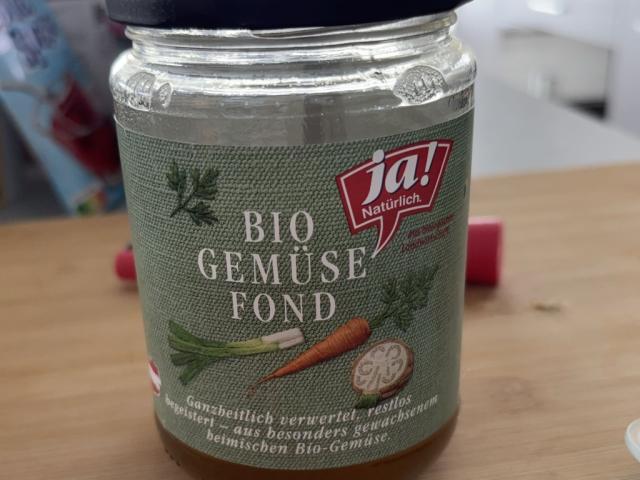 ja!
Natürlich.
BIO
GEMÜSE
FOND
Ganzheitlich verwertet, restlos
begeistert – aus besonders gewachsenem
heimischen Bio-Gemüse.